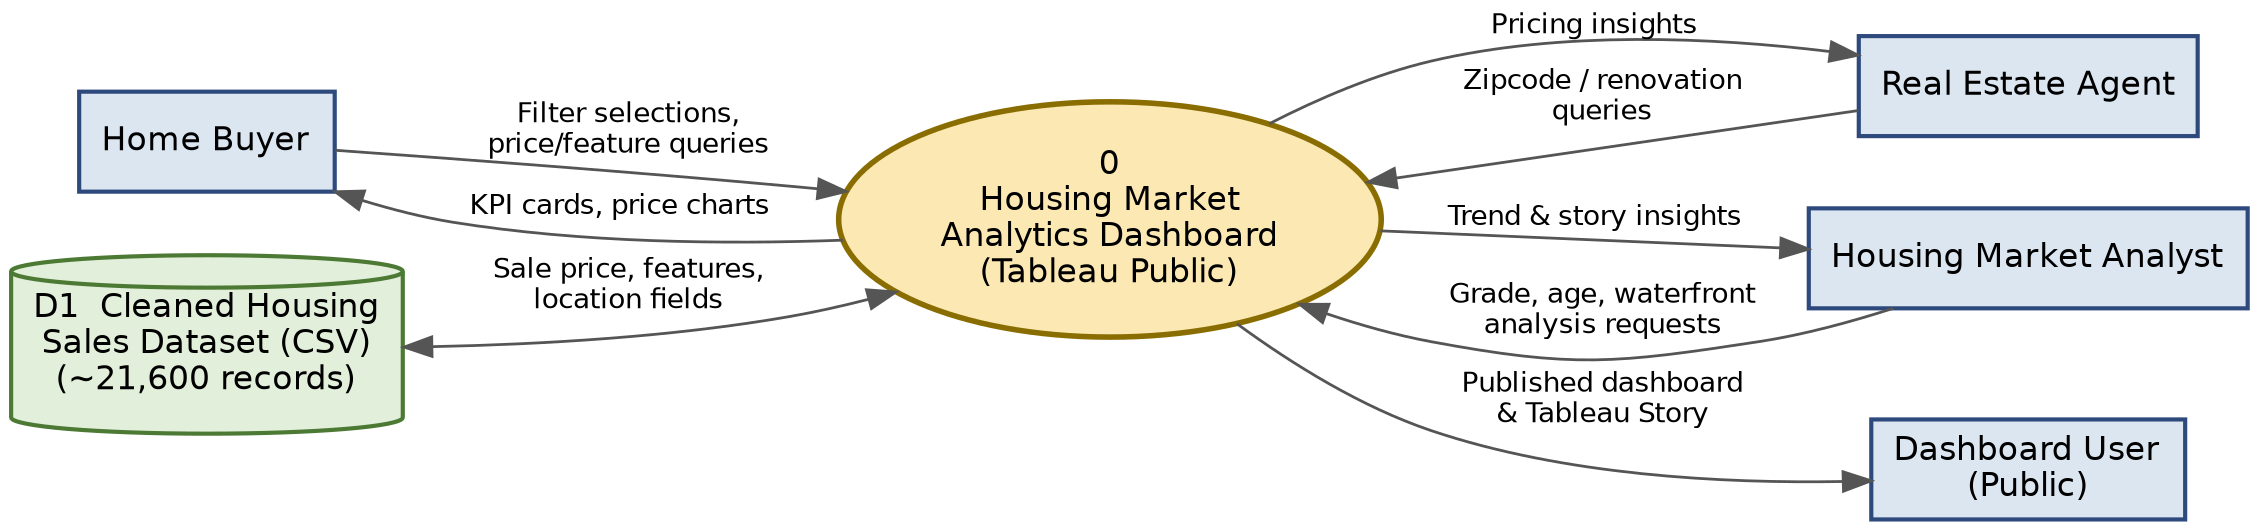 Pricing insights
Real Estate Agent
Zipcode / renovation
queries
Home Buyer
Filter selections,
price/feature queries
0
Housing Market
Analytics Dashboard
(Tableau Public)
KPI cards, price charts
Trend & story insights
Housing Market Analyst
Sale price, features,
location fields
D1  Cleaned Housing
Sales Dataset (CSV)
(~21,600 records)
Grade, age, waterfront
analysis requests
Published dashboard
& Tableau Story
Dashboard User
(Public)